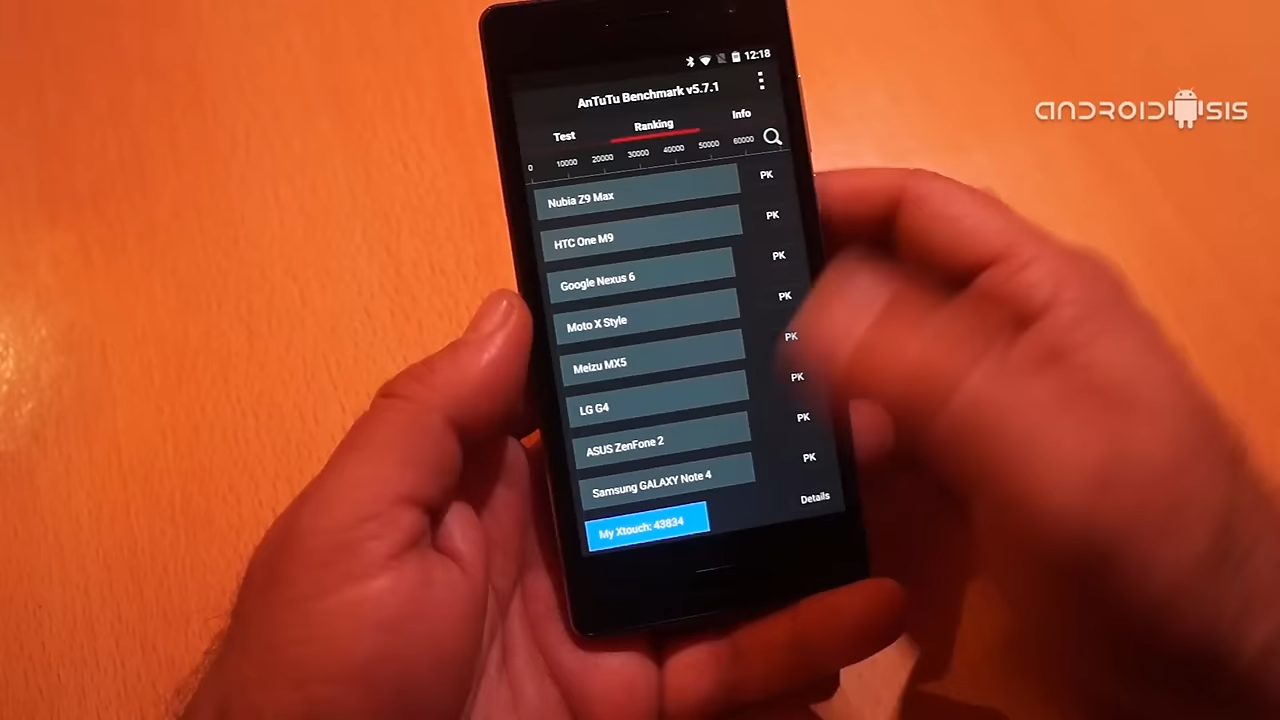 12:18
AnTuTu Benchmark v5.7.1
Test Ranking Info
0 10000 20000 30000 40000 50000 60000
Nubia Z9 Max PK
HTC One M9 PK
Google Nexus 6 PK
Moto X Style PK
Meizu MX5 PK
LG G4 PK
ASUS ZenFone 2 PK
Samsung GALAXY Note 4 PK
My Xtouch: 43834 Details
ANDROIDSIS